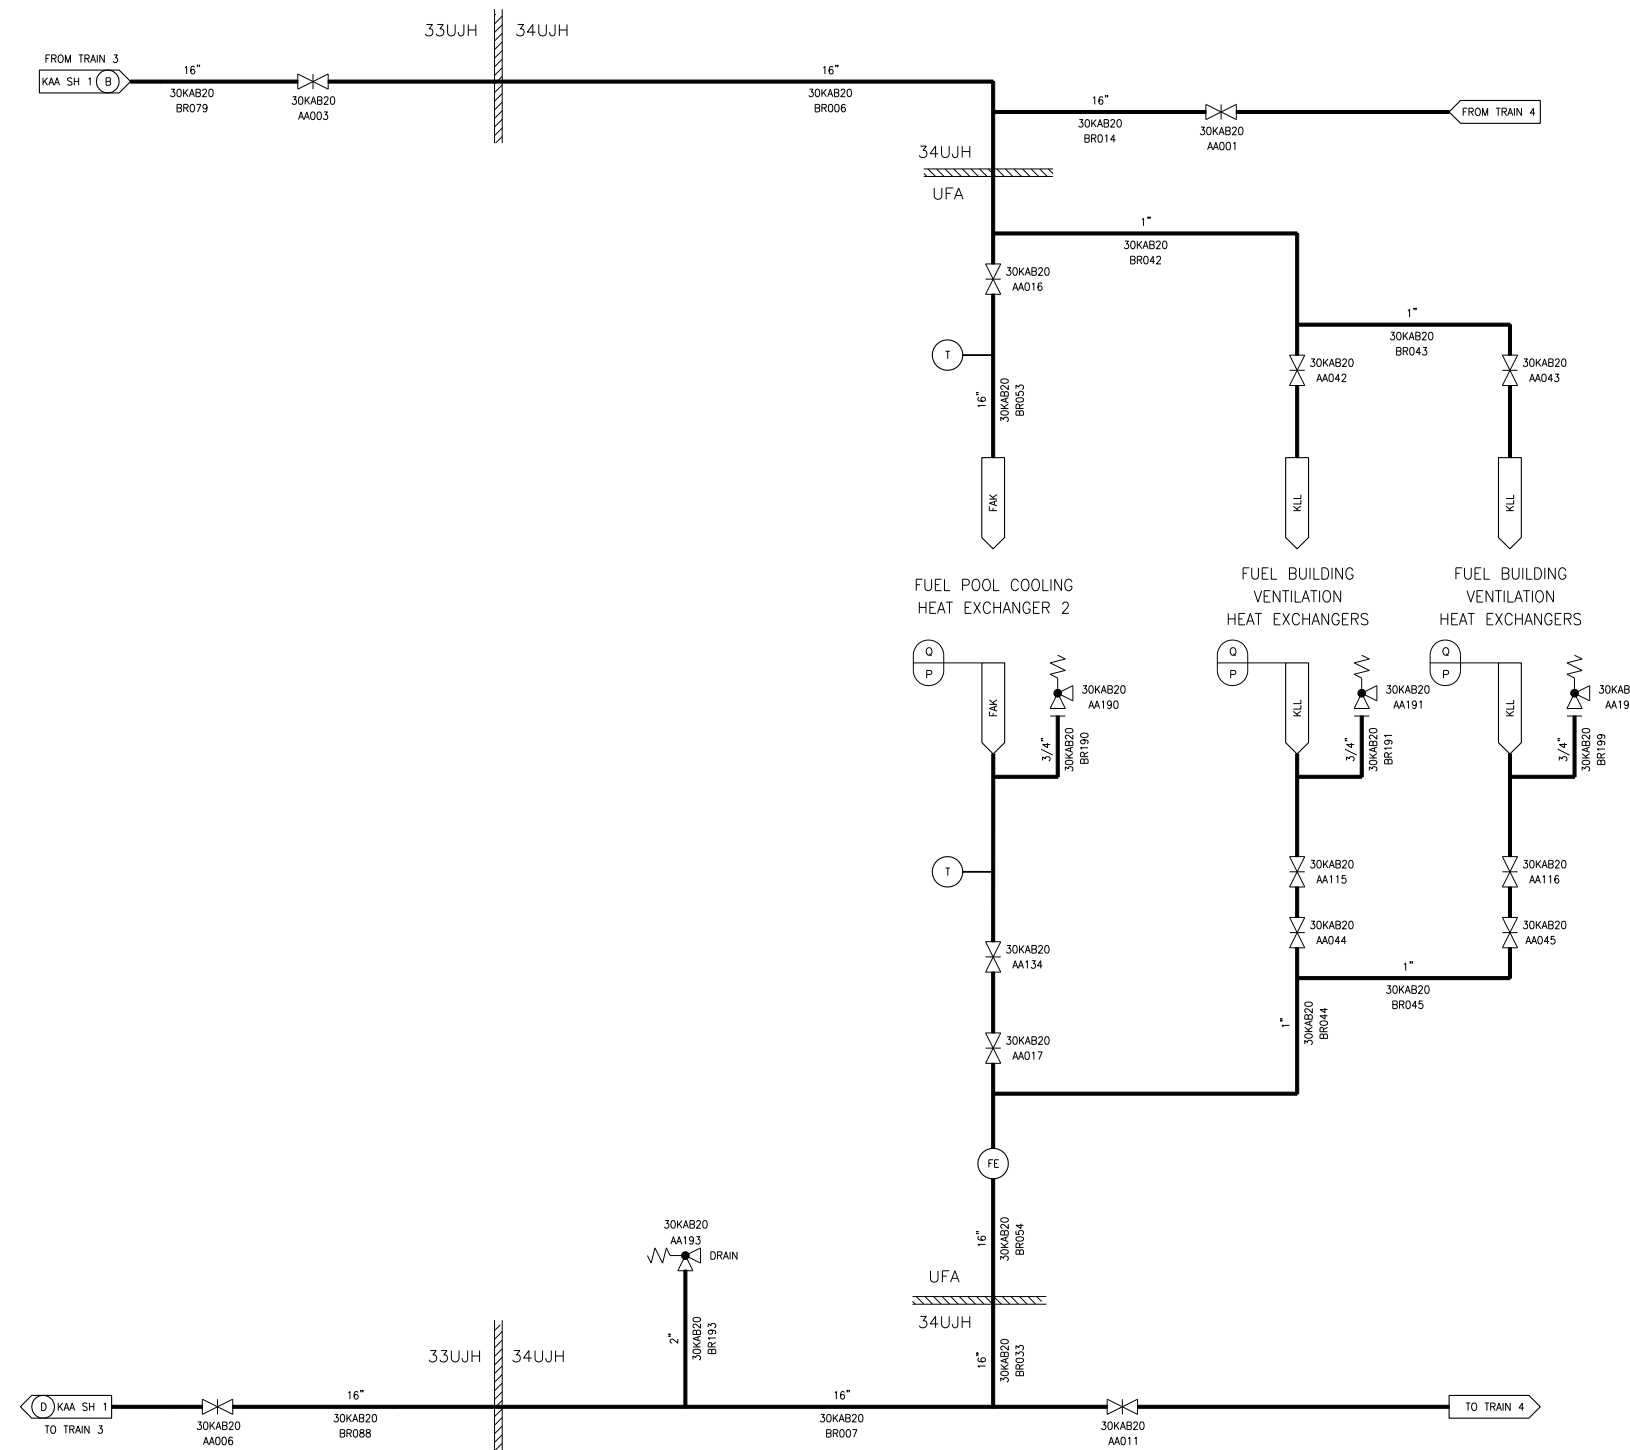 33UJH
34UJH
FROM TRAIN 3
KAA SH 1 B
16"
30KAB20
BR079
30KAB20
AA003
16"
30KAB20
BR006
16"
30KAB20
BR014
30KAB20
AA001
FROM TRAIN 4
34UJH
UFA
1"
30KAB20
BR042
30KAB20
AA016
1"
30KAB20
BR043
T
30KAB20
AA042
30KAB20
AA043
16"
30KAB20
BR053
FAK
KLL
KLL
FUEL POOL COOLING
HEAT EXCHANGER 2
FUEL BUILDING
VENTILATION
HEAT EXCHANGERS
FUEL BUILDING
VENTILATION
HEAT EXCHANGERS
Q
P
FAK
30KAB20
AA190
3/4"
30KAB20
BR190
Q
P
KLL
30KAB20
AA191
3/4"
30KAB20
BR191
Q
P
KLL
30KAB
AA19
3/4"
30KAB20
BR199
T
30KAB20
AA115
30KAB20
AA116
30KAB20
AA134
30KAB20
AA044
30KAB20
AA045
1"
30KAB20
BR045
1"
30KAB20
BR044
30KAB20
AA017
FE
16"
30KAB20
BR054
30KAB20
AA193
DRAIN
2"
30KAB20
BR193
UFA
34UJH
16"
30KAB20
BR033
33UJH
34UJH
D KAA SH 1
TO TRAIN 3
30KAB20
AA006
16"
30KAB20
BR088
16"
30KAB20
BR007
30KAB20
AA011
TO TRAIN 4